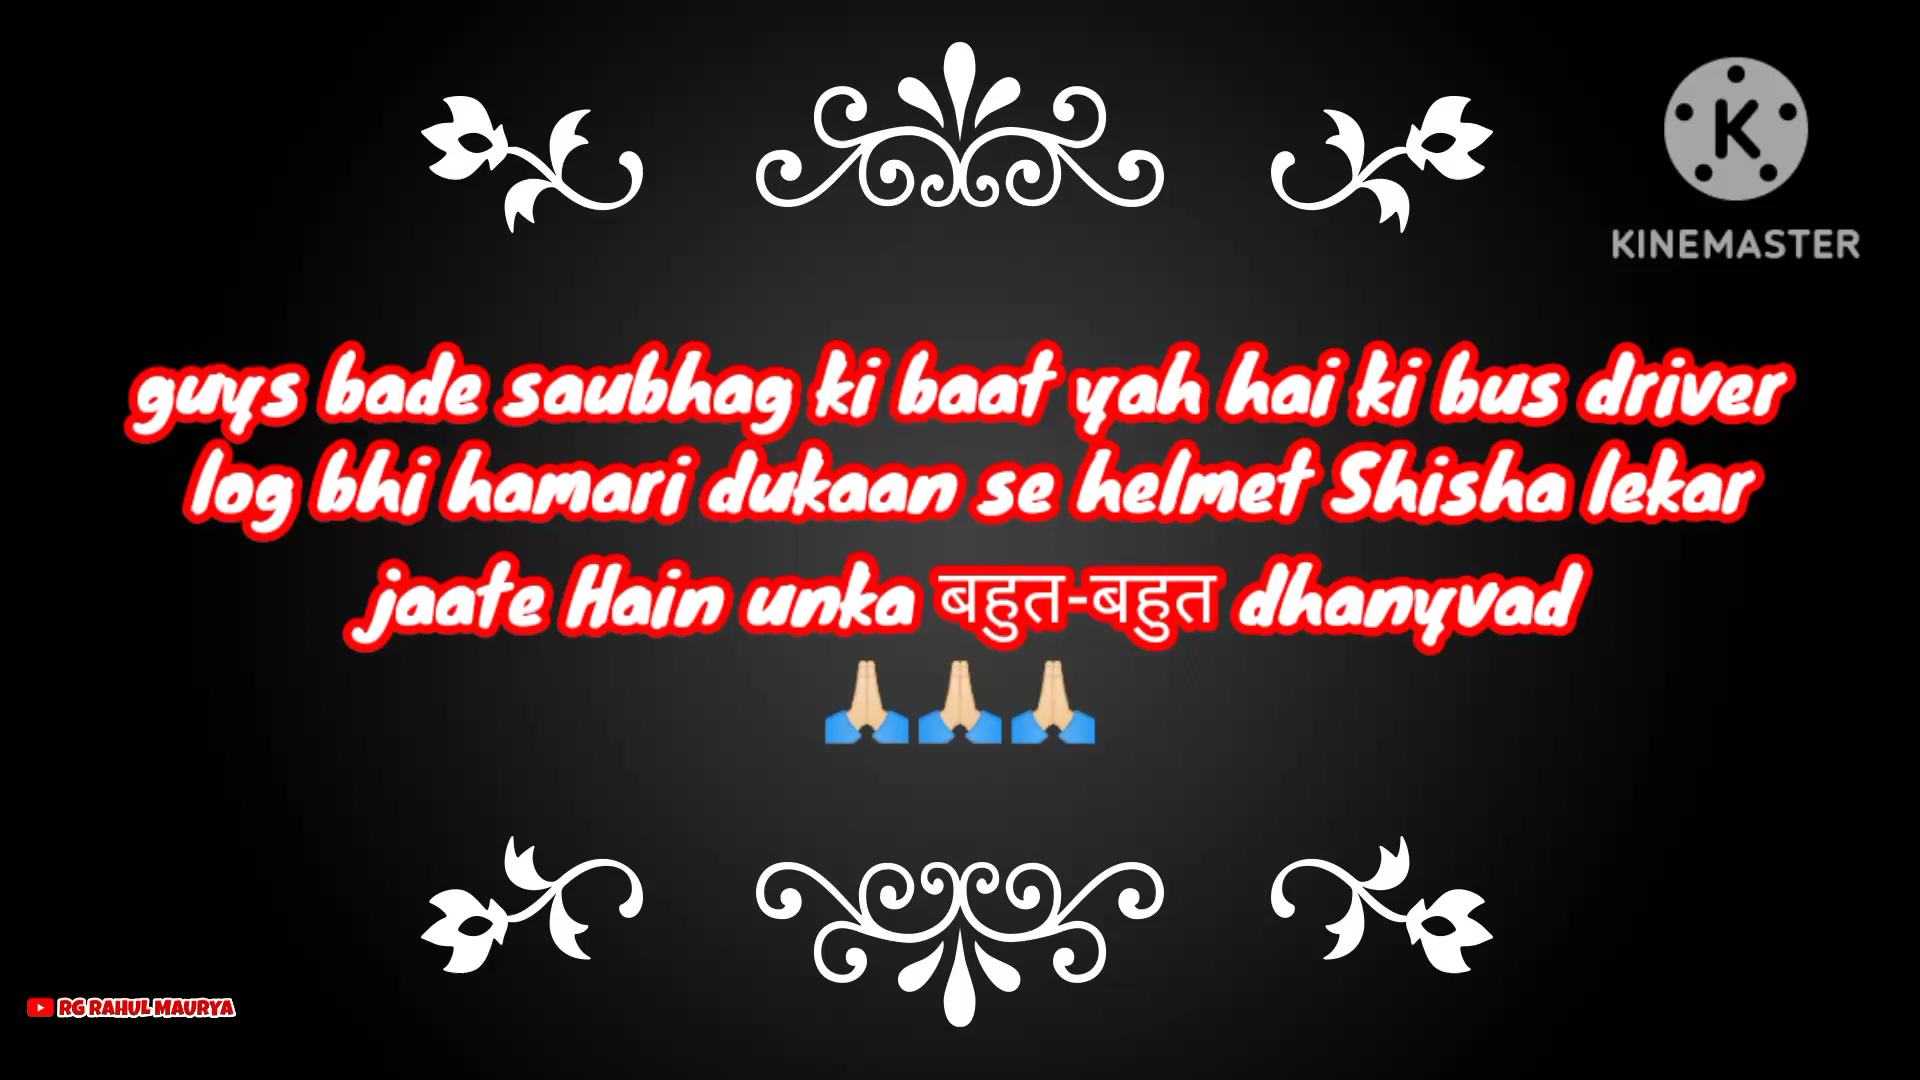 KINEMASTER
guys bade saubhag ki baat yah hai ki bus driver
log bhi hamari dukaan se helmet Shisha lekar
jaate Hain unka बहुत-बहुत dhanyvad
🙏🏼🙏🏼🙏🏼
RG RAHUL MAURYA